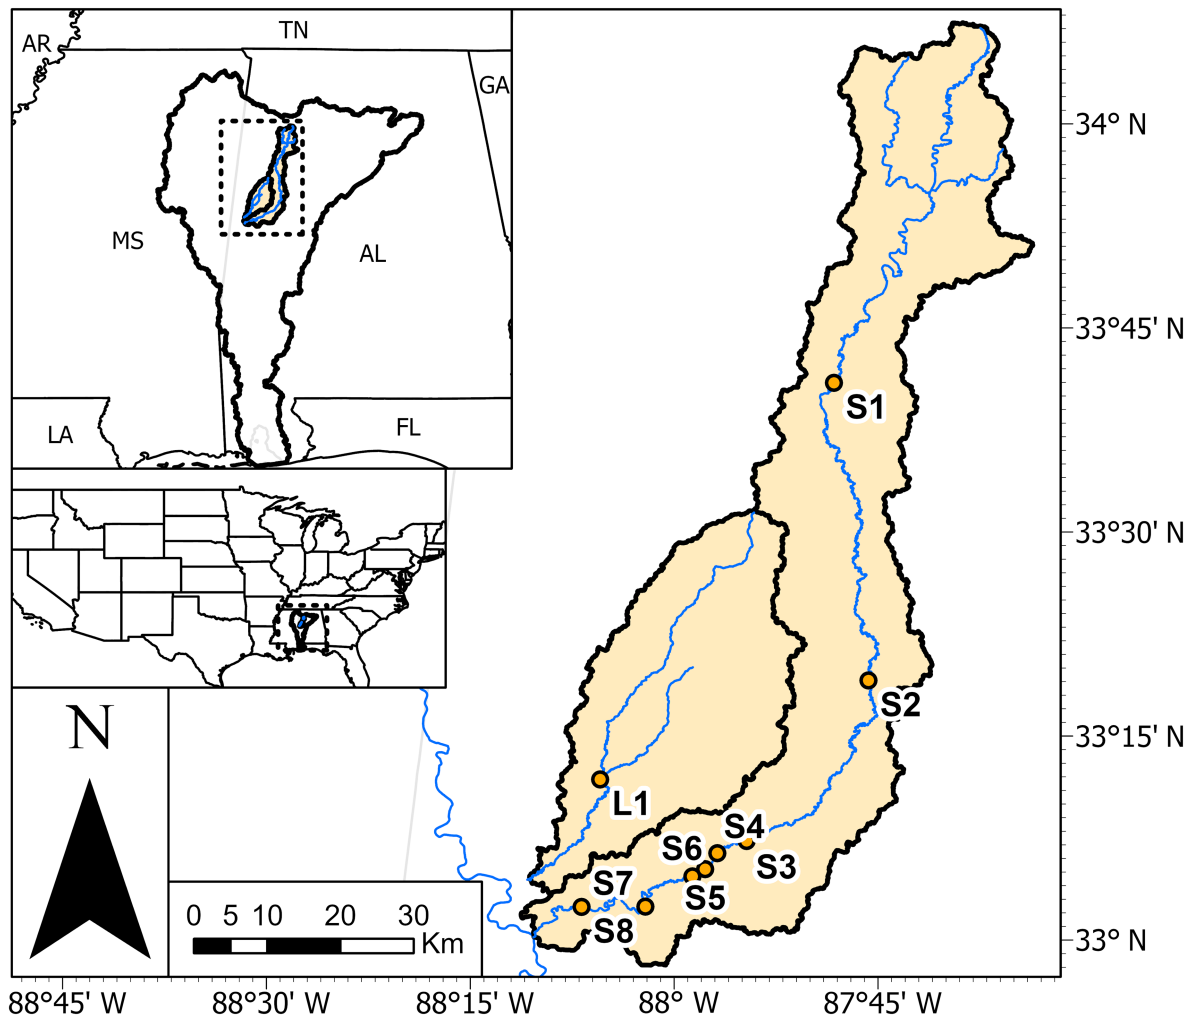 TN
AR
GA
MS
AL
LA
FL
34° N
33°45' N
S1
33°30' N
S2
33°15' N
L1
S4
S6
S3
S7
S5
S8
33° N
N
0 5 10 20 30
Km
88°45' W 88°30' W 88°15' W 88° W 87°45' W